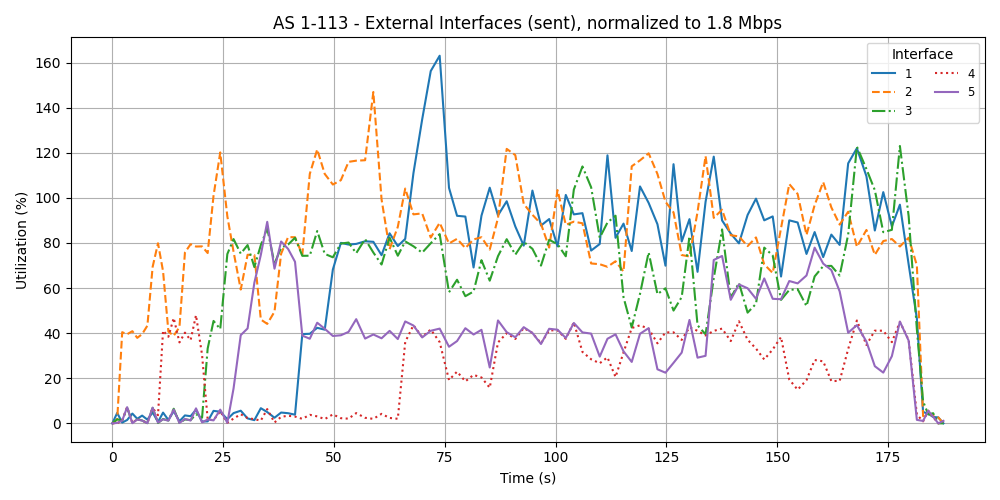 AS 1-113 - External Interfaces (sent), normalized to 1.8 Mbps
Interface
1
2
3
4
5
Utilization (%)
160
140
120
100
80
60
40
20
0
0 25 50 75 100 125 150 175
Time (s)